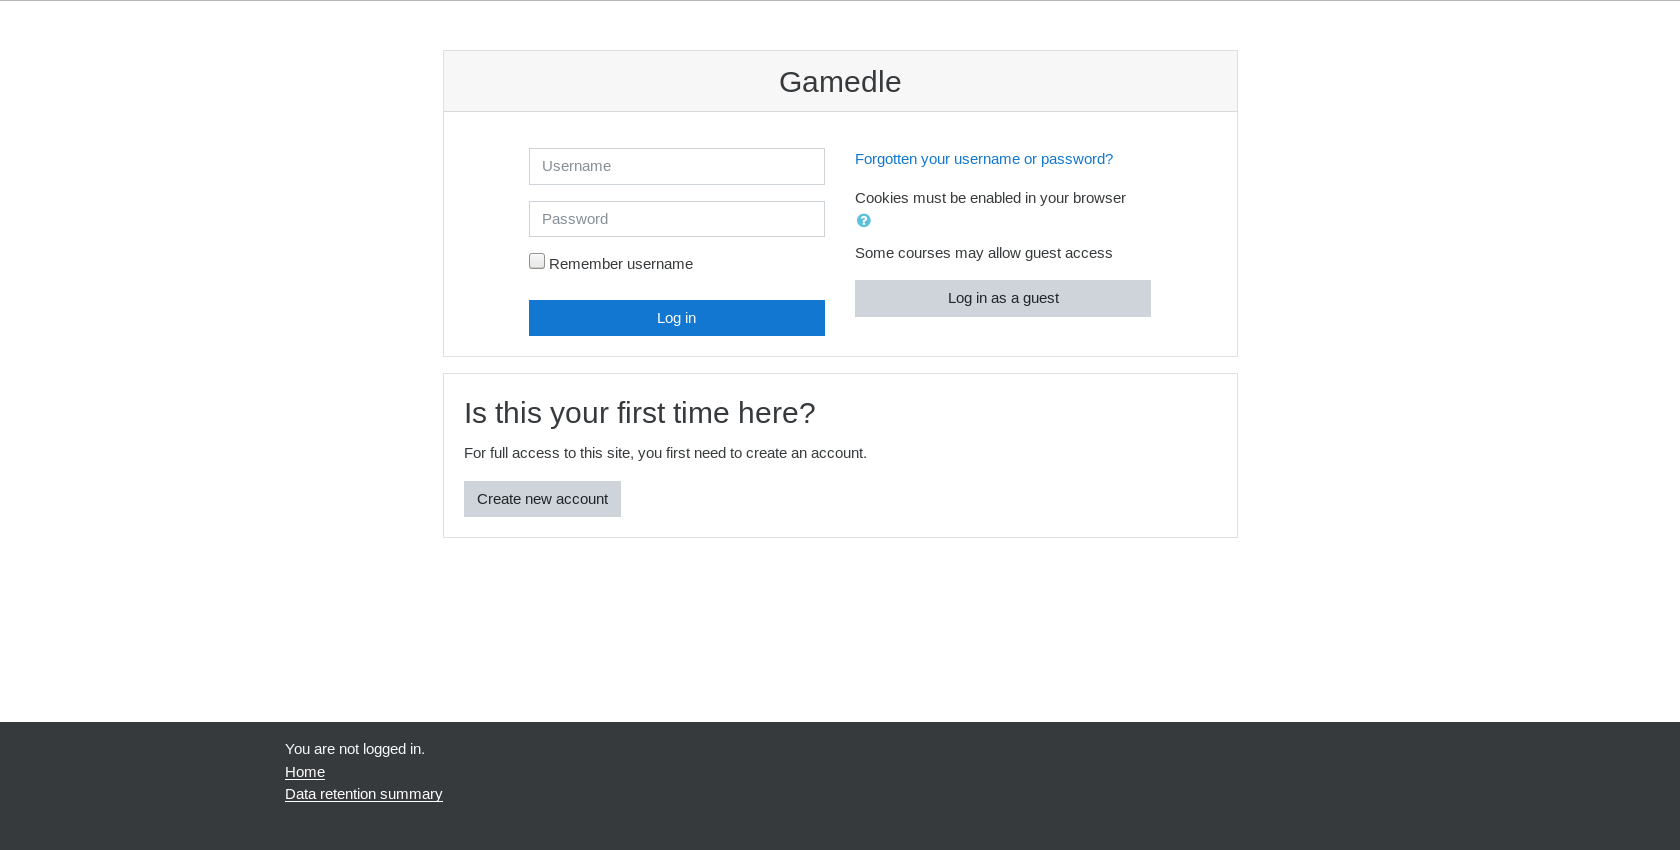 Gamedle
Username
Password
Remember username
Log in
Forgotten your username or password?
Cookies must be enabled in your browser
Some courses may allow guest access
Log in as a guest
Is this your first time here?
For full access to this site, you first need to create an account.
Create new account
You are not logged in.
Home
Data retention summary